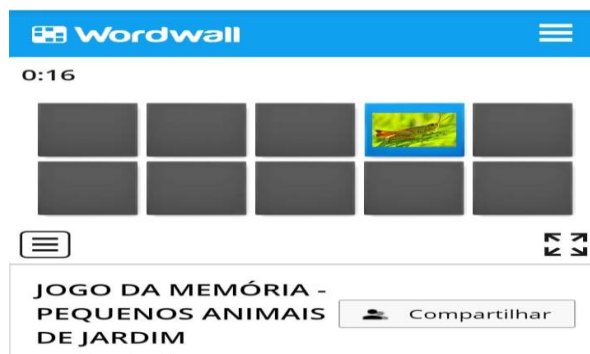 Wordwall
0:16
JOGO DA MEMÓRIA -
PEQUENOS ANIMAIS
DE JARDIM
Compartilhar